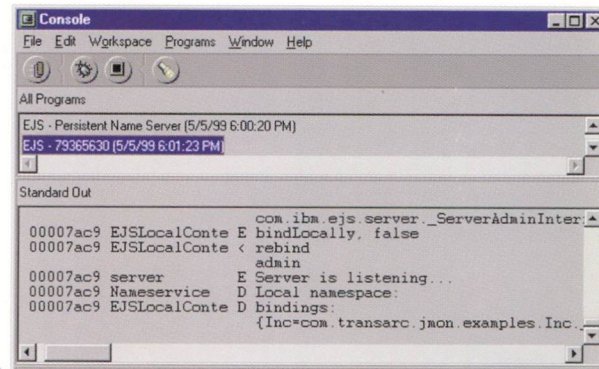 Console
File Edit Workspace Programs Window Help
All Programs
EJS - Persistent Name Server (5/5/99 6:00:20 PM)
EJS - 79365630 (5/5/99 6:01:23 PM)
Standard Out
com.ibm.ejs.server._ServerAdminInter
00007ac9 EJSLocalConte E bindLocally, false
00007ac9 EJSLocalConte < rebind
admin
00007ac9 server E Server is listening...
00007ac9 Nameservice D Local namespace:
00007ac9 EJSLocalConte D bindings:
{Inc=com.transarc.jmon.examples.Inc._